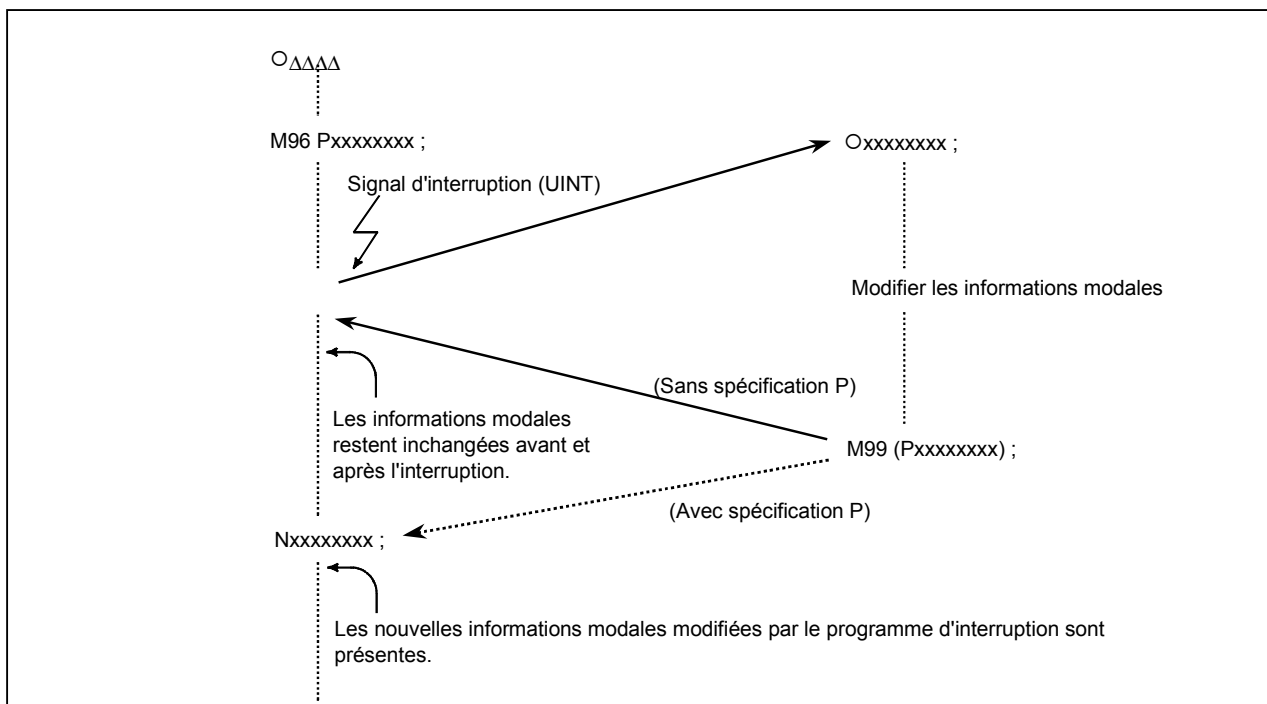 O△△△△
M96 Pxxxxxxxx ;
Oxxxxxxxx ;
Signal d'interruption (UINT)
Modifier les informations modales
(Sans spécification P)
Les informations modales
restent inchangées avant et
après l'interruption.
M99 (Pxxxxxxxx) ;
(Avec spécification P)
Nxxxxxxxx ;
Les nouvelles informations modales modifiées par le programme d'interruption sont
présentes.